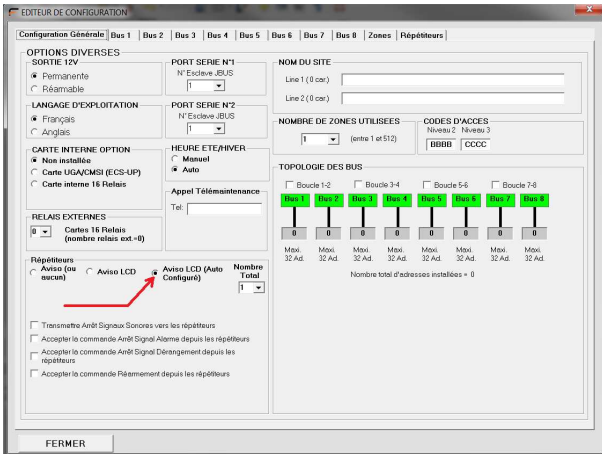 EDITEUR DE CONFIGURATION
Configuration Générale Bus 1 Bus 2 Bus 3 Bus 4 Bus 5 Bus 6 Bus 7 Bus 8 Zones Répétiteurs
OPTIONS DIVERSES
SORTIE 12V
Permanente
Réarmable
LANGAGE D'EXPLOITATION
Français
Anglais
CARTE INTERNE OPTION
Non installée
Carte UGA/CMSI (ECS-UP)
Carte interne 16 Relais
RELAIS EXTERNES
0 Cartes 16 Relais
(nombre relais ext.=0)
PORT SERIE N°1
N° Esclave JBUS
1
PORT SERIE N°2
N° Esclave JBUS
1
HEURE ETE/HIVER
Manuel
Auto
Appel Télémaintenance
Tel:
Répétiteurs
Aviso (ou
aucun)
Aviso LCD
Aviso LCD (Auto
Configuré)
Nombre
Total
1
Transmettre Arrêt Signaux Sonores vers les répétiteurs
Accepter la commande Arrêt Signal Alarme depuis les répétiteurs
Accepter la commande Arrêt Signal Dérangement depuis les
répétiteurs
Accepter la commande Réarmement depuis les répétiteurs
NOM DU SITE
Line 1 ( 0 car.)
Line 2 ( 0 car.)
NOMBRE DE ZONES UTILISEES
1 (entre 1 et 512)
CODES D'ACCES
Niveau 2 Niveau 3
BBBB CCCC
TOPOLOGIE DES BUS
Boucle 1-2 Boucle 3-4 Boucle 5-6 Boucle 7-8
Bus 1 Bus 2 Bus 3 Bus 4 Bus 5 Bus 6 Bus 7 Bus 8
0 0 0 0 0 0 0 0
Maxi. Maxi. Maxi. Maxi. Maxi. Maxi. Maxi. Maxi.
32 Ad. 32 Ad. 32 Ad. 32 Ad. 32 Ad. 32 Ad. 32 Ad. 32 Ad.
Nombre total d'adresses installées = 0
FERMER